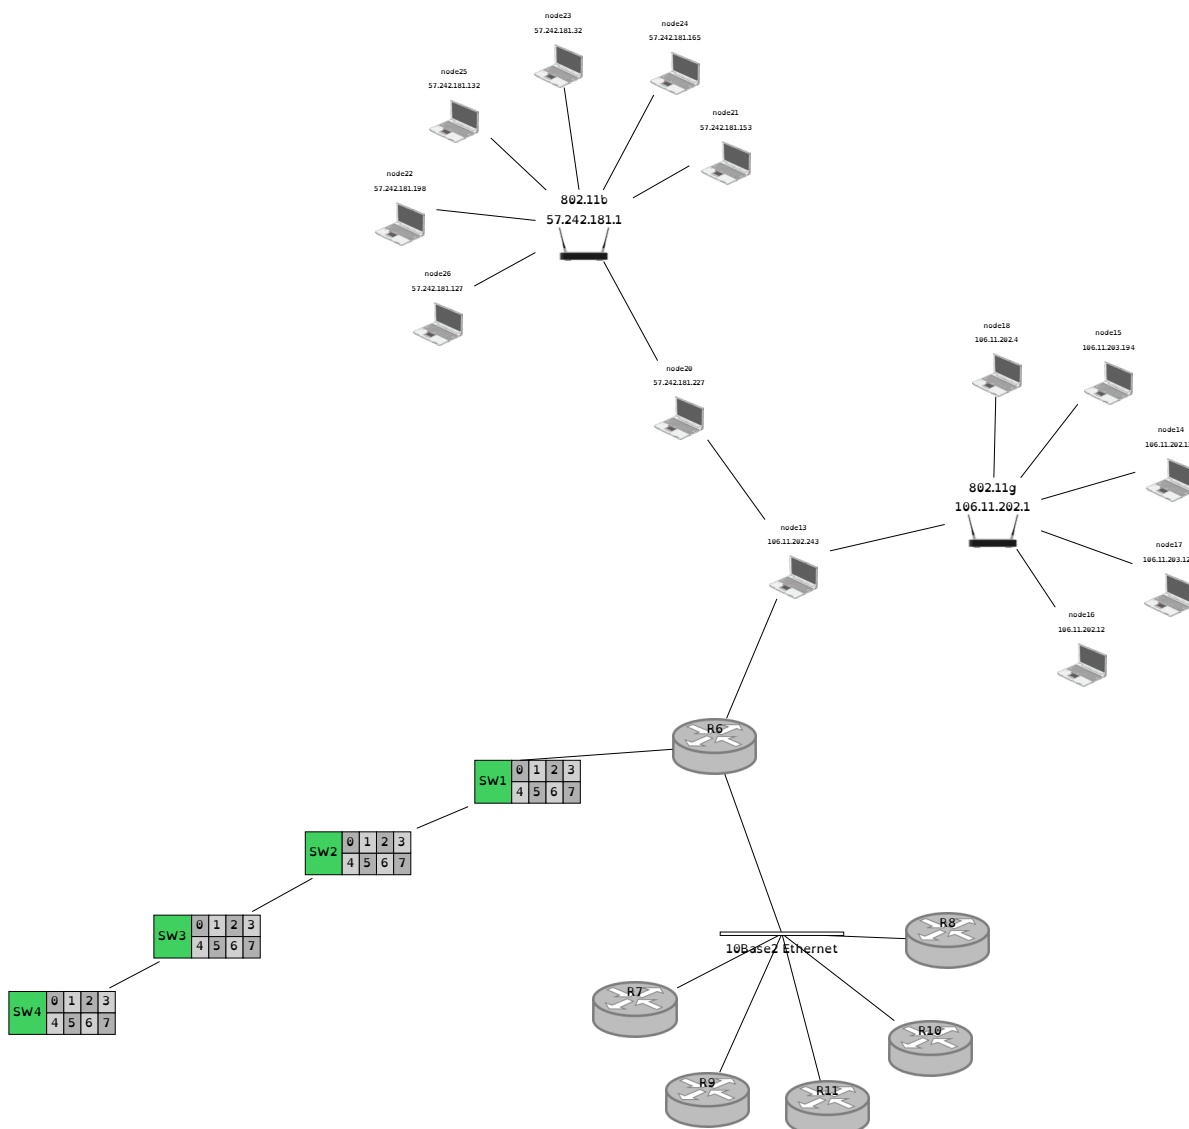 node23
57.242.181.32
node24
57.242.181.165
node25
57.242.181.132
node21
57.242.181.153
node22
57.242.181.198
802.11b
57.242.181.1
node26
57.242.181.127
node18
106.11.202.4
node15
106.11.203.194
node20
57.242.181.227
node14
802.11g
106.11.202.1
node13
106.11.202.243
node17
node16
106.11.202.12
R6
SW1
0 1 2 3
4 5 6 7
SW2
0 1 2 3
4 5 6 7
SW3
0 1 2 3
4 5 6 7
R8
10Base2 Ethernet
R7
SW4
0 1 2 3
4 5 6 7
R10
R9
R11